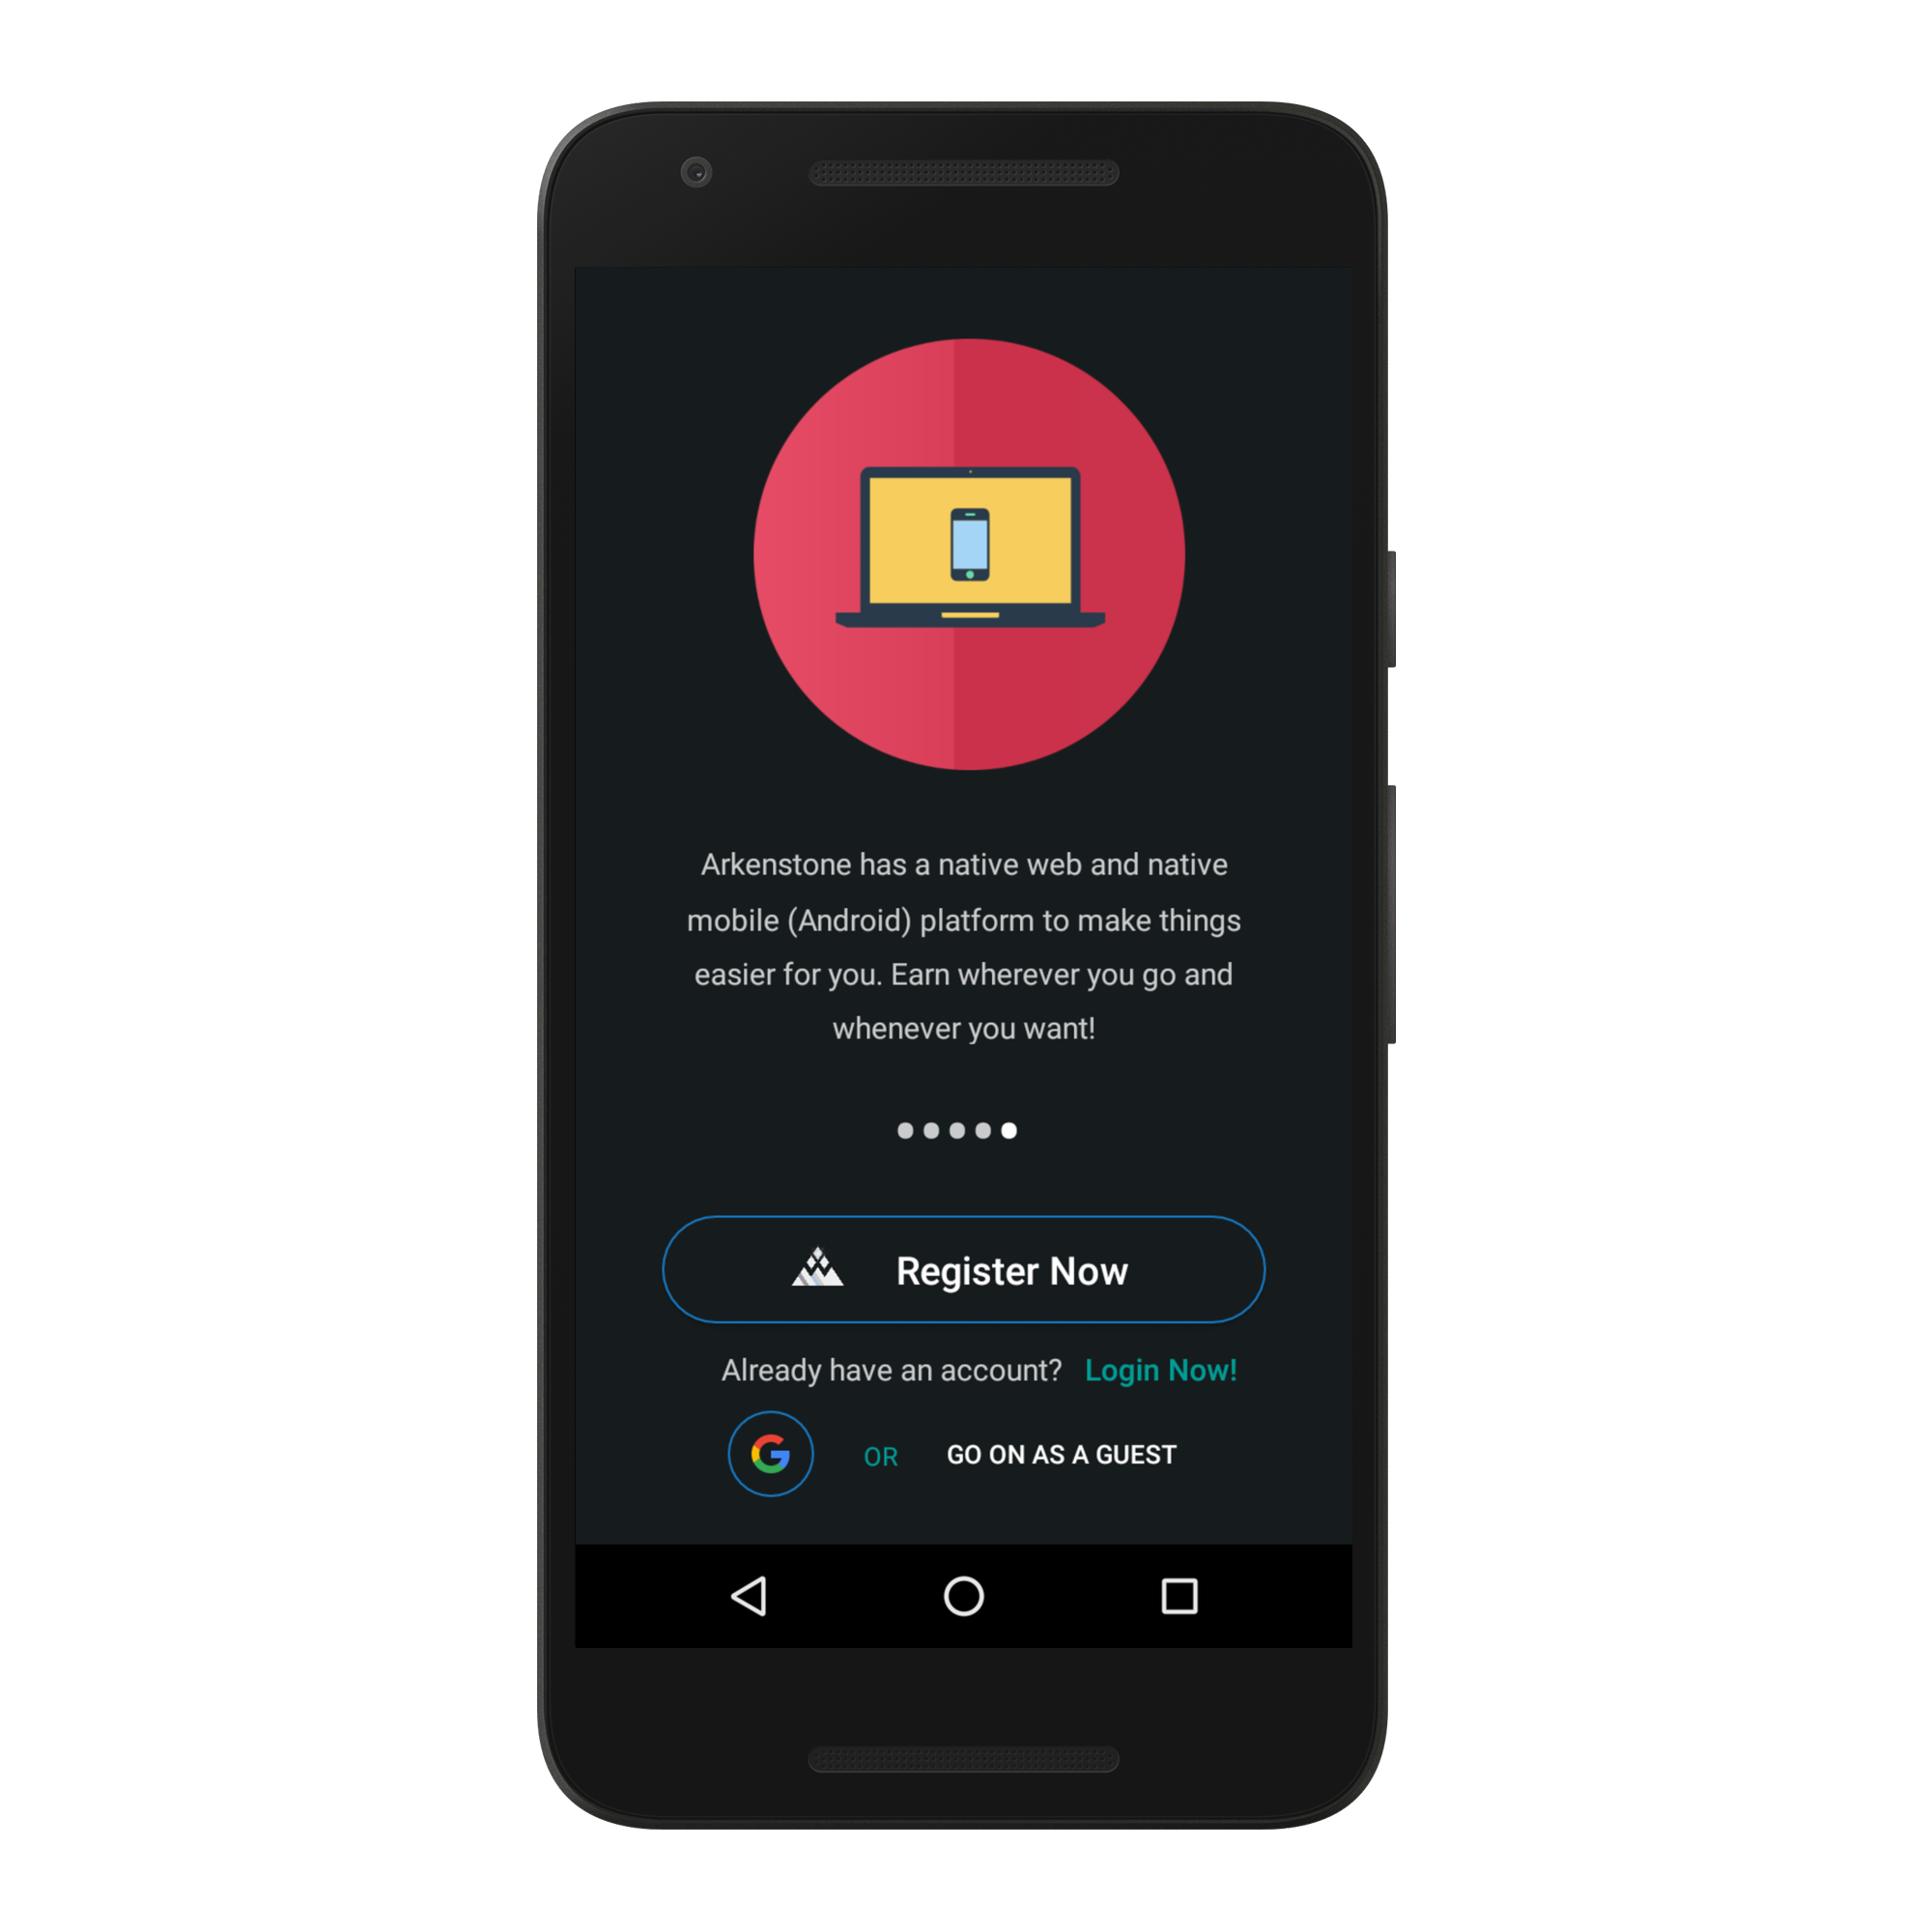 Arkenstone has a native web and native
mobile (Android) platform to make things
easier for you. Earn wherever you go and
whenever you want!
Register Now
Already have an account? Login Now!
OR GO ON AS A GUEST